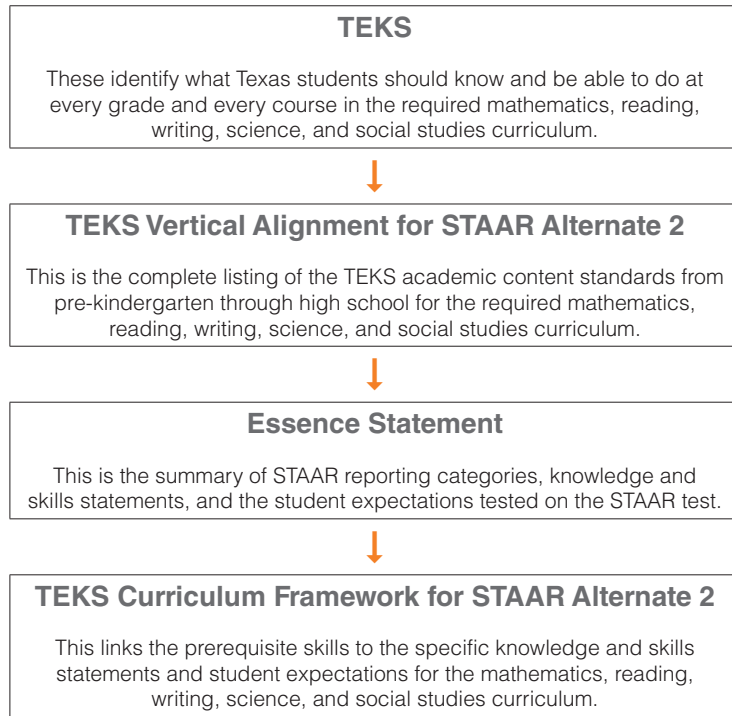 TEKS
These identify what Texas students should know and be able to do at
every grade and every course in the required mathematics, reading,
writing, science, and social studies curriculum.
TEKS Vertical Alignment for STAAR Alternate 2
This is the complete listing of the TEKS academic content standards from
pre-kindergarten through high school for the required mathematics,
reading, writing, science, and social studies curriculum.
Essence Statement
This is the summary of STAAR reporting categories, knowledge and
skills statements, and the student expectations tested on the STAAR test.
TEKS Curriculum Framework for STAAR Alternate 2
This links the prerequisite skills to the specific knowledge and skills
statements and student expectations for the mathematics, reading,
writing, science, and social studies curriculum.